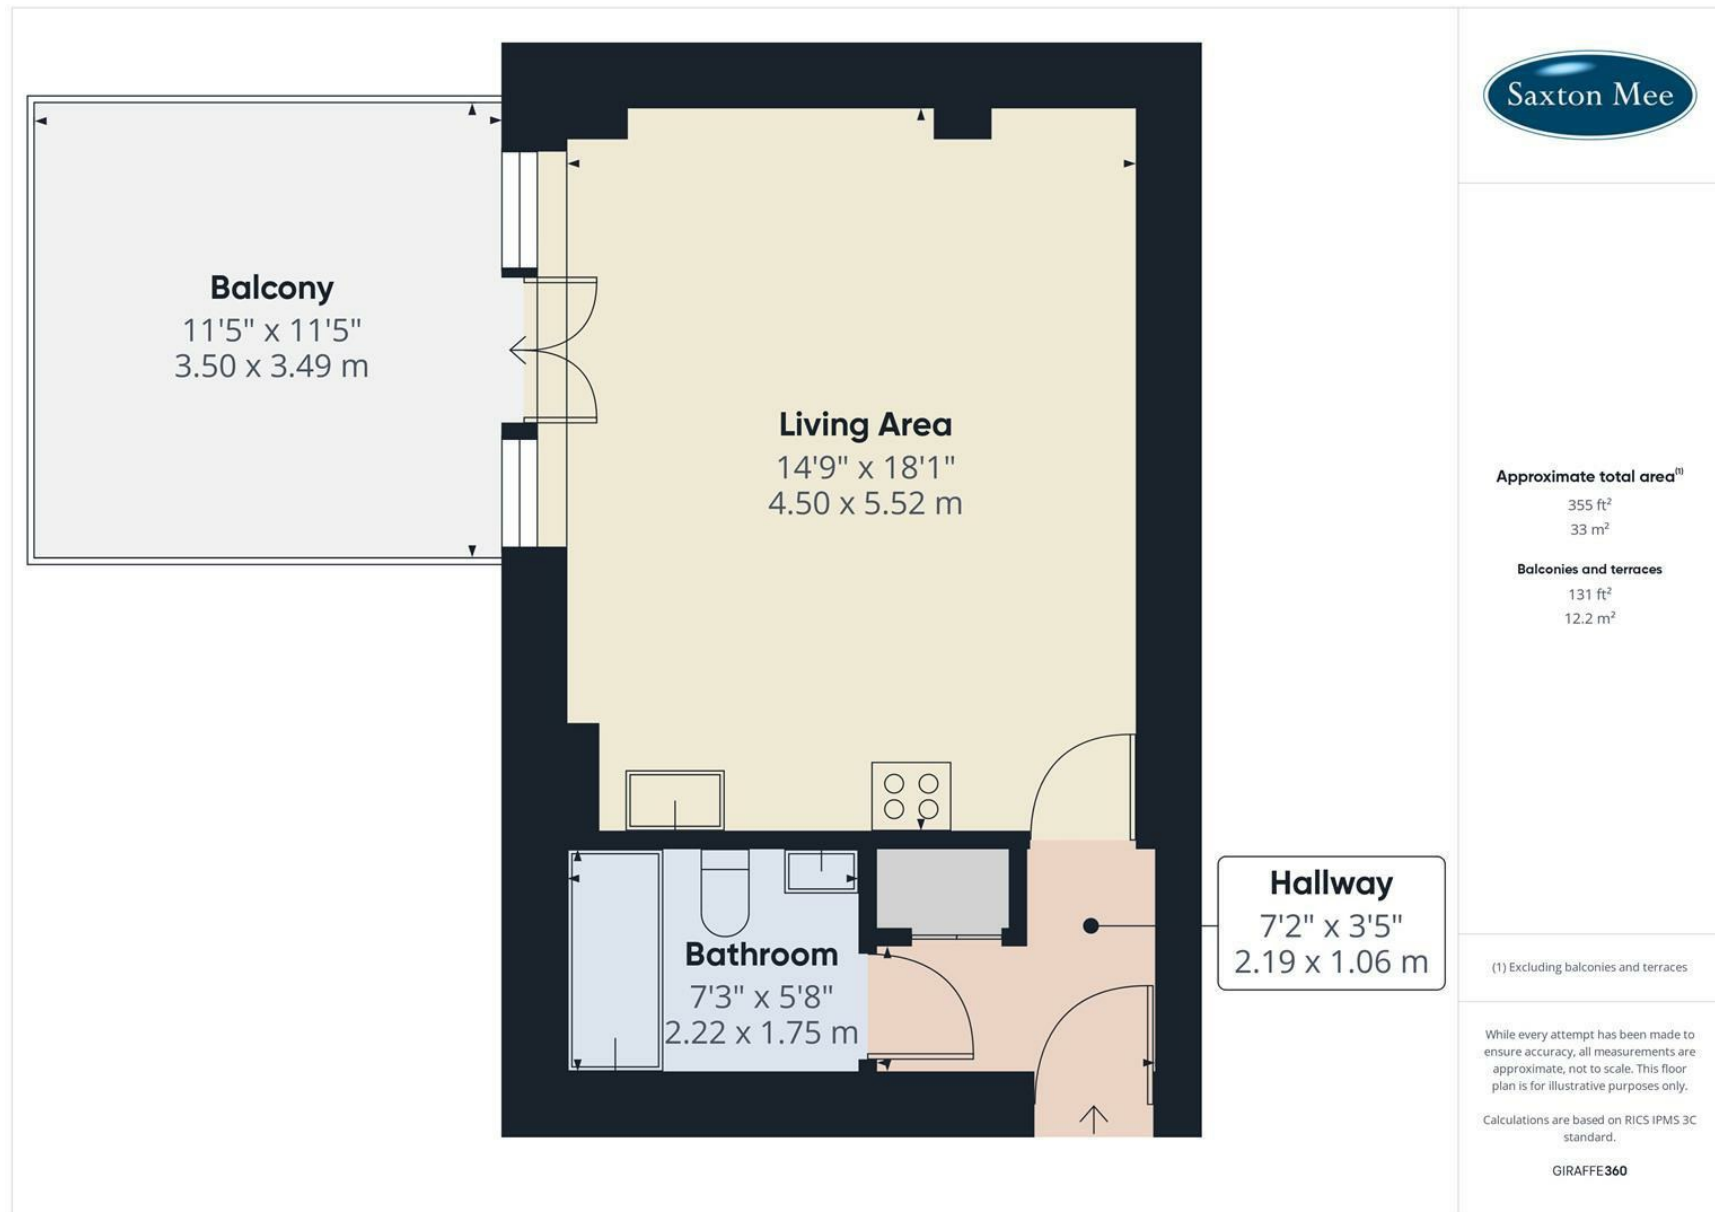 Saxton Mee
Balcony
11'5" x 11'5"
3.50 x 3.49 m
Living Area
14'9" x 18'1"
4.50 x 5.52 m
Bathroom
7'3" x 5'8"
2.22 x 1.75 m
Hallway
7'2" x 3'5"
2.19 x 1.06 m
Approximate total area(1)
355 ft²
33 m²
Balconies and terraces
131 ft²
12.2 m²
(1) Excluding balconies and terraces
While every attempt has been made to
ensure accuracy, all measurements are
approximate, not to scale. This floor
plan is for illustrative purposes only.
Calculations are based on RICS IPMS 3C
standard.
GIRAFFE360